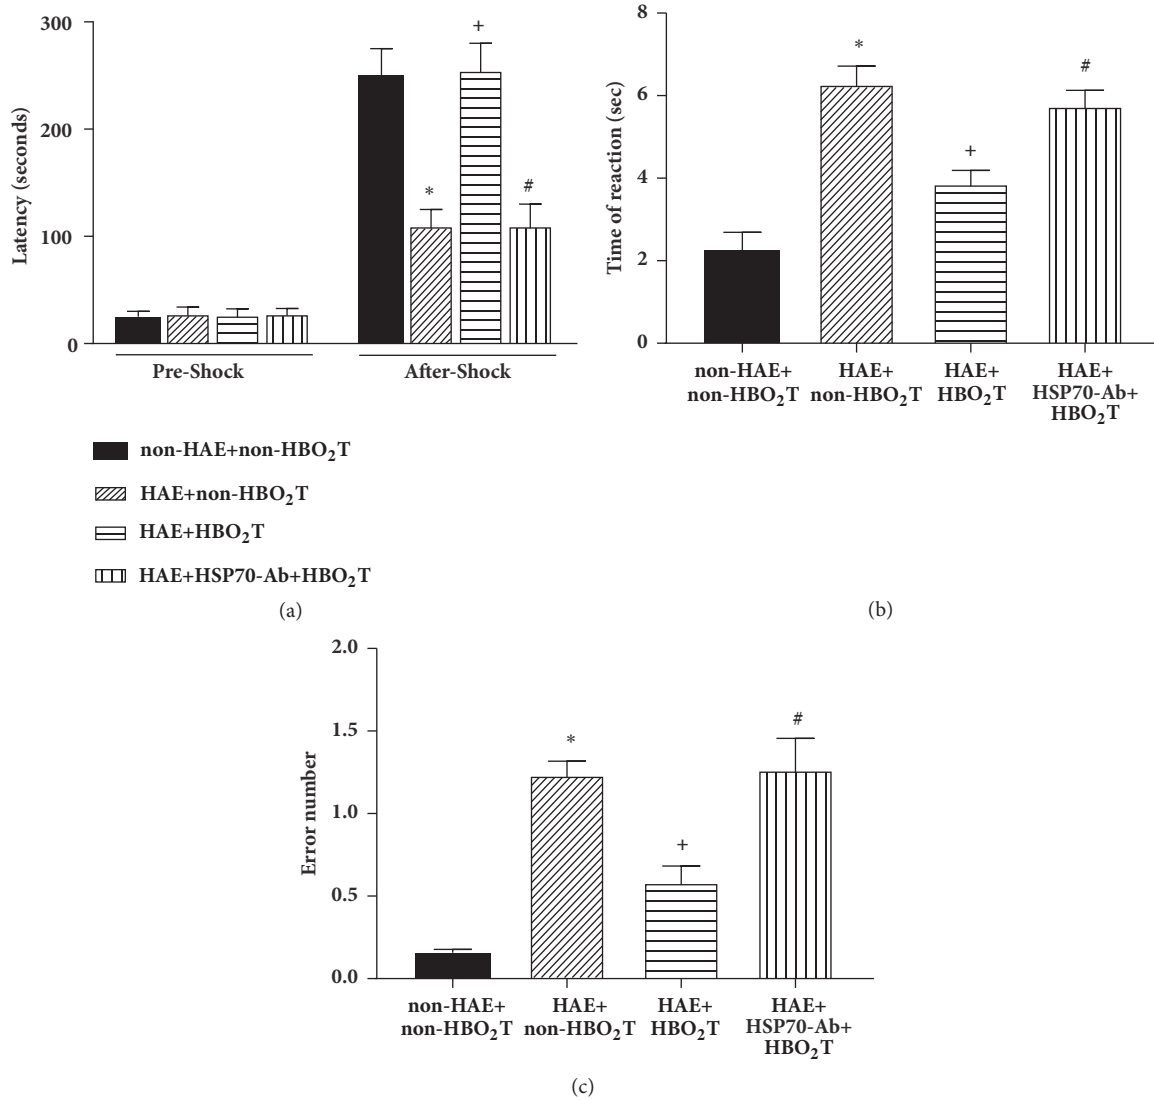 300
200
100
0
Latency (seconds)
*
+
#
Pre-Shock
After-Shock
non-HAE+non-HBO₂T
HAE+non-HBO₂T
HAE+HBO₂T
HAE+HSP70-Ab+HBO₂T
(a)
8
6
4
2
0
Time of reaction (sec)
*
+
#
non-HAE+
non-HBO₂T
HAE+
non-HBO₂T
HAE+
HBO₂T
HAE+
HSP70-Ab+
HBO₂T
(b)
2.0
1.5
1.0
0.5
0.0
Error number
*
+
#
non-HAE+
non-HBO₂T
HAE+
non-HBO₂T
HAE+
HBO₂T
HAE+
HSP70-Ab+
HBO₂T
(c)